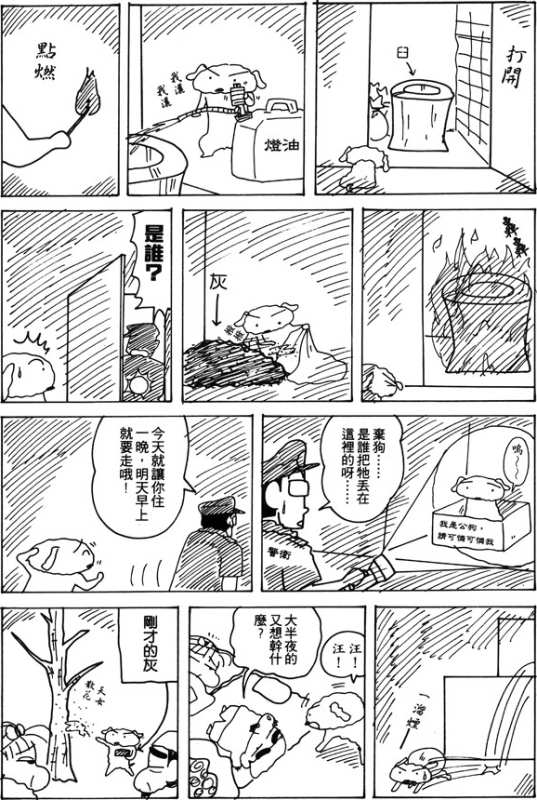 打開
臼
我澆
我澆
燈油
點燃
轟轟
灰
是誰?
嗚~
我是公狗,
請可憐可憐我
棄狗……
是誰把牠丟在
這裡的呀……
警衛
今天就讓你住
一晚,明天早上
就要走哦!
一溜煙
汪!
汪!
大半夜的
又想幹什
麼?
剛才的灰
天女
散花